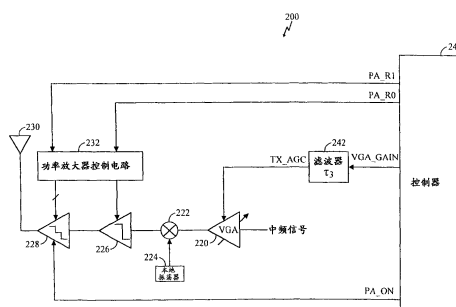 200
24
PA_R1
PA_R0
230
232
功率放大器控制电路
242
滤波器
τ3
TX_AGC
VGA_GAIN
控制器
222
VGA
中频信号
228
226
220
224
本地
振荡器
PA_ON